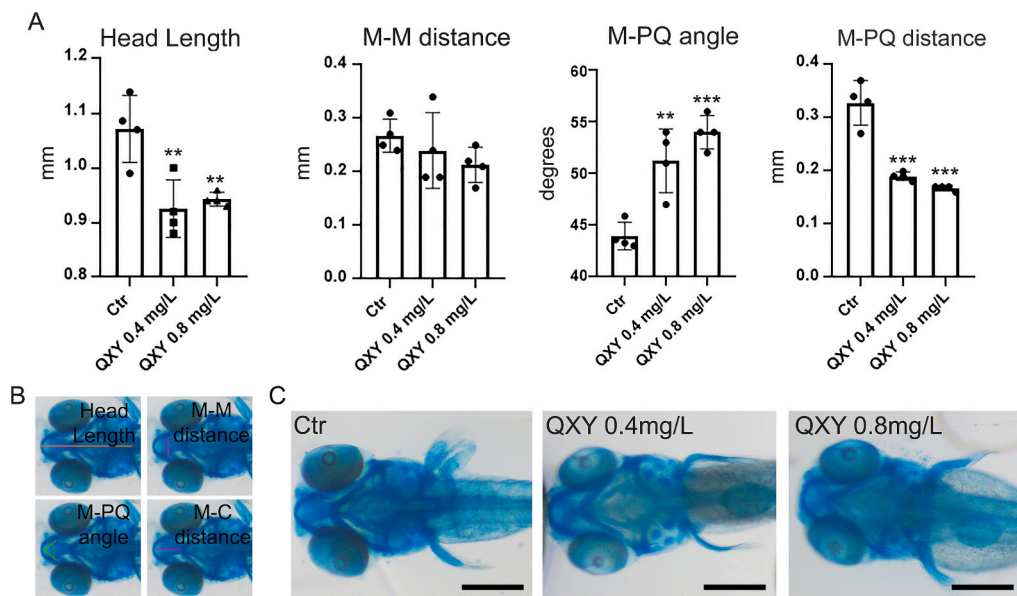 A
Head Length
mm
1.2
1.1
1.0
0.9
0.8
**
**
Ctr
QXY 0.4 mg/L
QXY 0.8 mg/L
M-M distance
mm
0.4
0.3
0.2
0.1
0.0
Ctr
QXY 0.4 mg/L
QXY 0.8 mg/L
M-PQ angle
degrees
60
55
50
45
40
**
***
Ctr
QXY 0.4 mg/L
QXY 0.8 mg/L
M-PQ distance
mm
0.4
0.3
0.2
0.1
0.0
***
***
Ctr
QXY 0.4 mg/L
QXY 0.8 mg/L
B
Head
Length
M-M
distance
M-PQ
angle
M-C
distance
C
Ctr
QXY 0.4mg/L
QXY 0.8mg/L